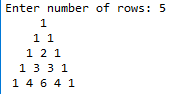 Enter number of rows: 5
1
1 1
1 2 1
1 3 3 1
1 4 6 4 1